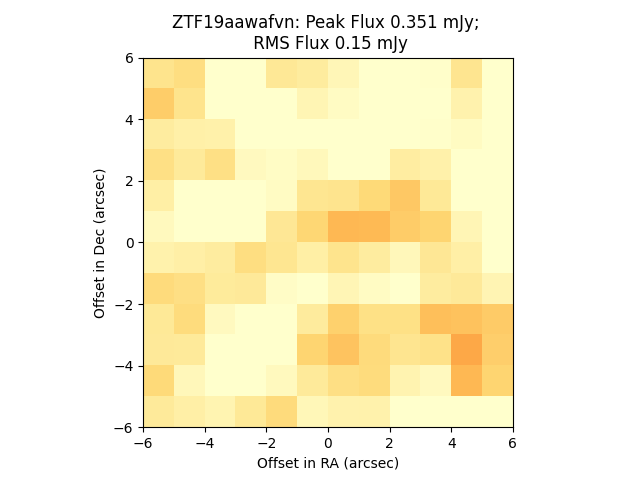 ZTF19aawafvn: Peak Flux 0.351 mJy;
RMS Flux 0.15 mJy
6
4
2
0
−2
−4
−6
Offset in Dec (arcsec)
−6 −4 −2 0 2 4 6
Offset in RA (arcsec)